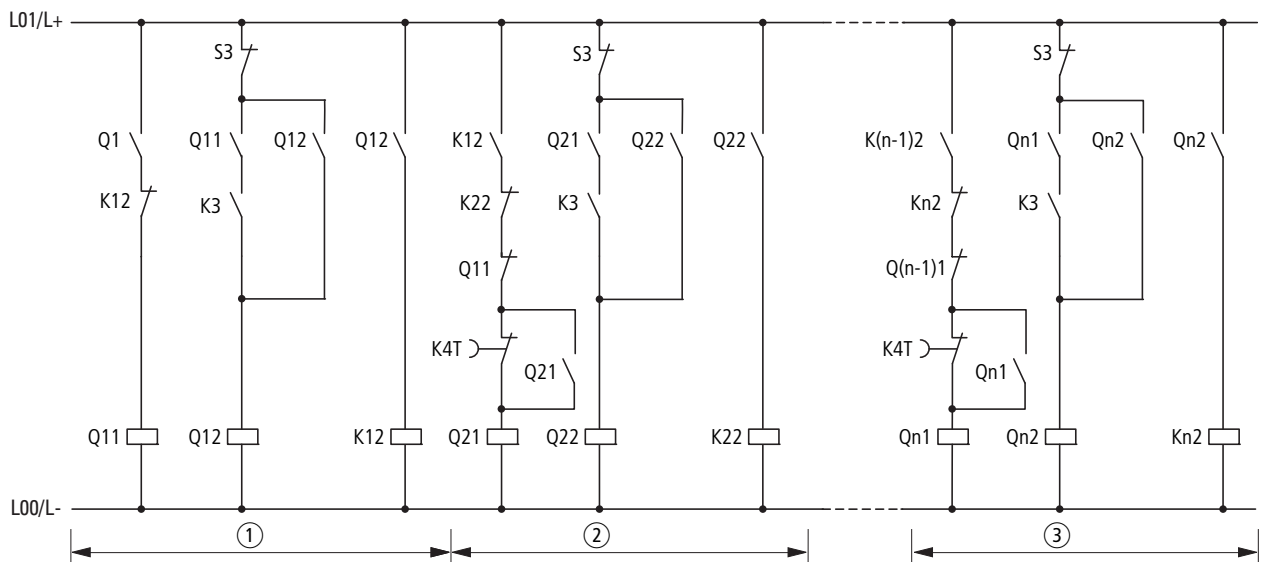 L01/L+
S3 S3 S3
Q1 Q11 Q12 Q12 K12 Q21 Q22 Q22 K(n-1)2 Qn1 Qn2 Qn2
K12 K3 K22 K3 Kn2 K3
Q11 Q(n-1)1
K4T K4T
Q21 Qn1
Q11 Q12 K12 Q21 Q22 K22 Qn1 Qn2 Kn2
L00/L-
1 2 3